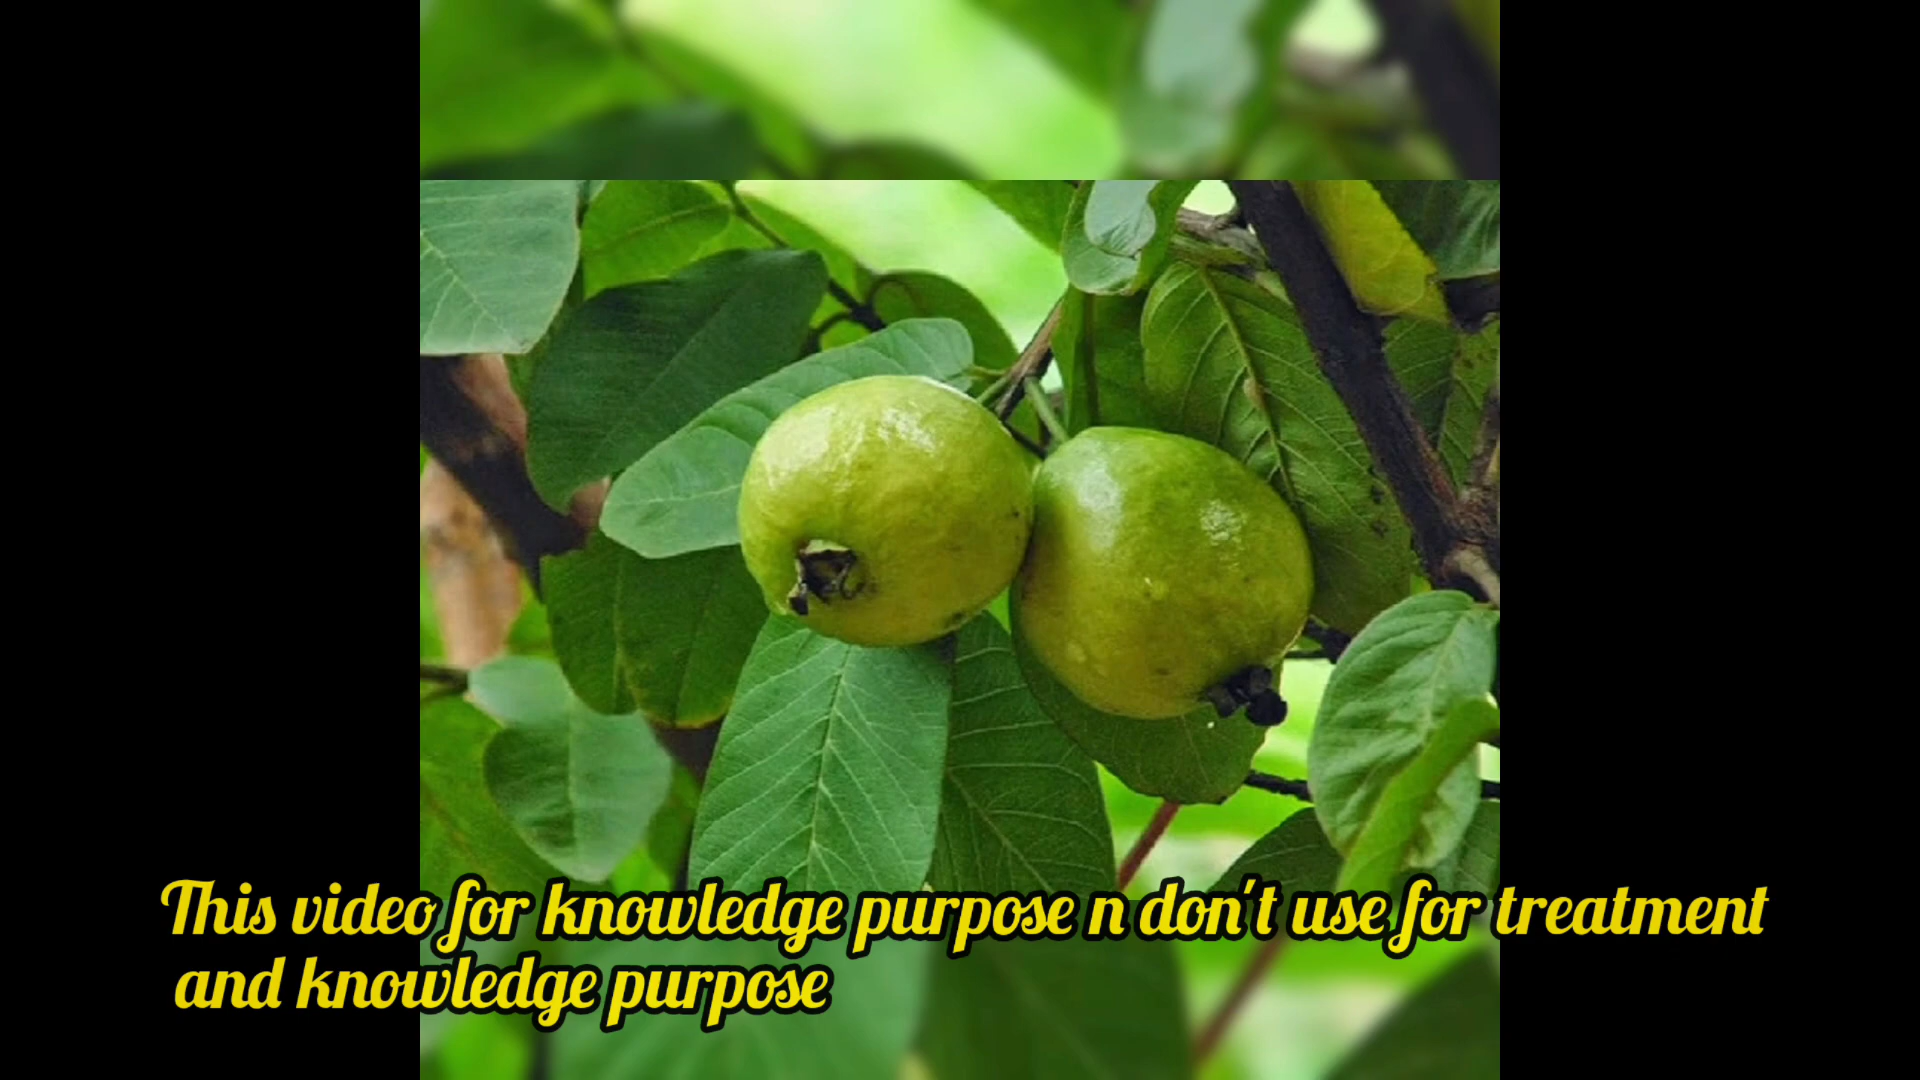 This video for knowledge purpose n don't use for treatment
and knowledge purpose